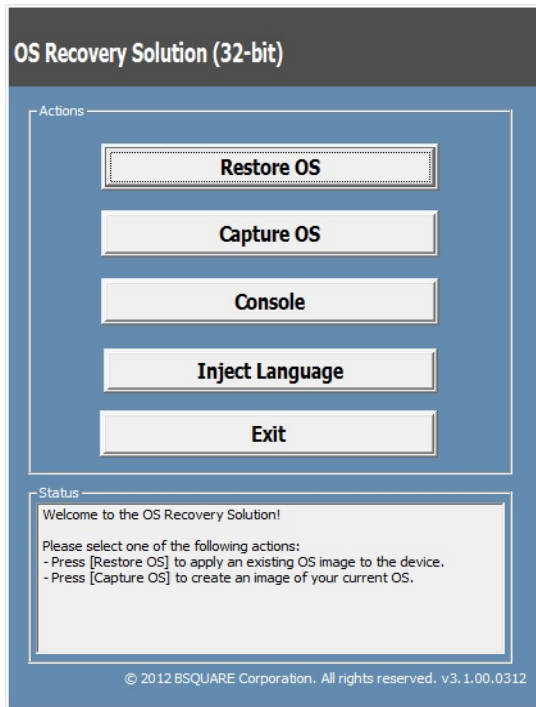 OS Recovery Solution (32-bit)
Actions
Restore OS
Capture OS
Console
Inject Language
Exit
Status
Welcome to the OS Recovery Solution!
Please select one of the following actions:
- Press [Restore OS] to apply an existing OS image to the device.
- Press [Capture OS] to create an image of your current OS.
© 2012 BSQUARE Corporation. All rights reserved. v3.1.00.0312